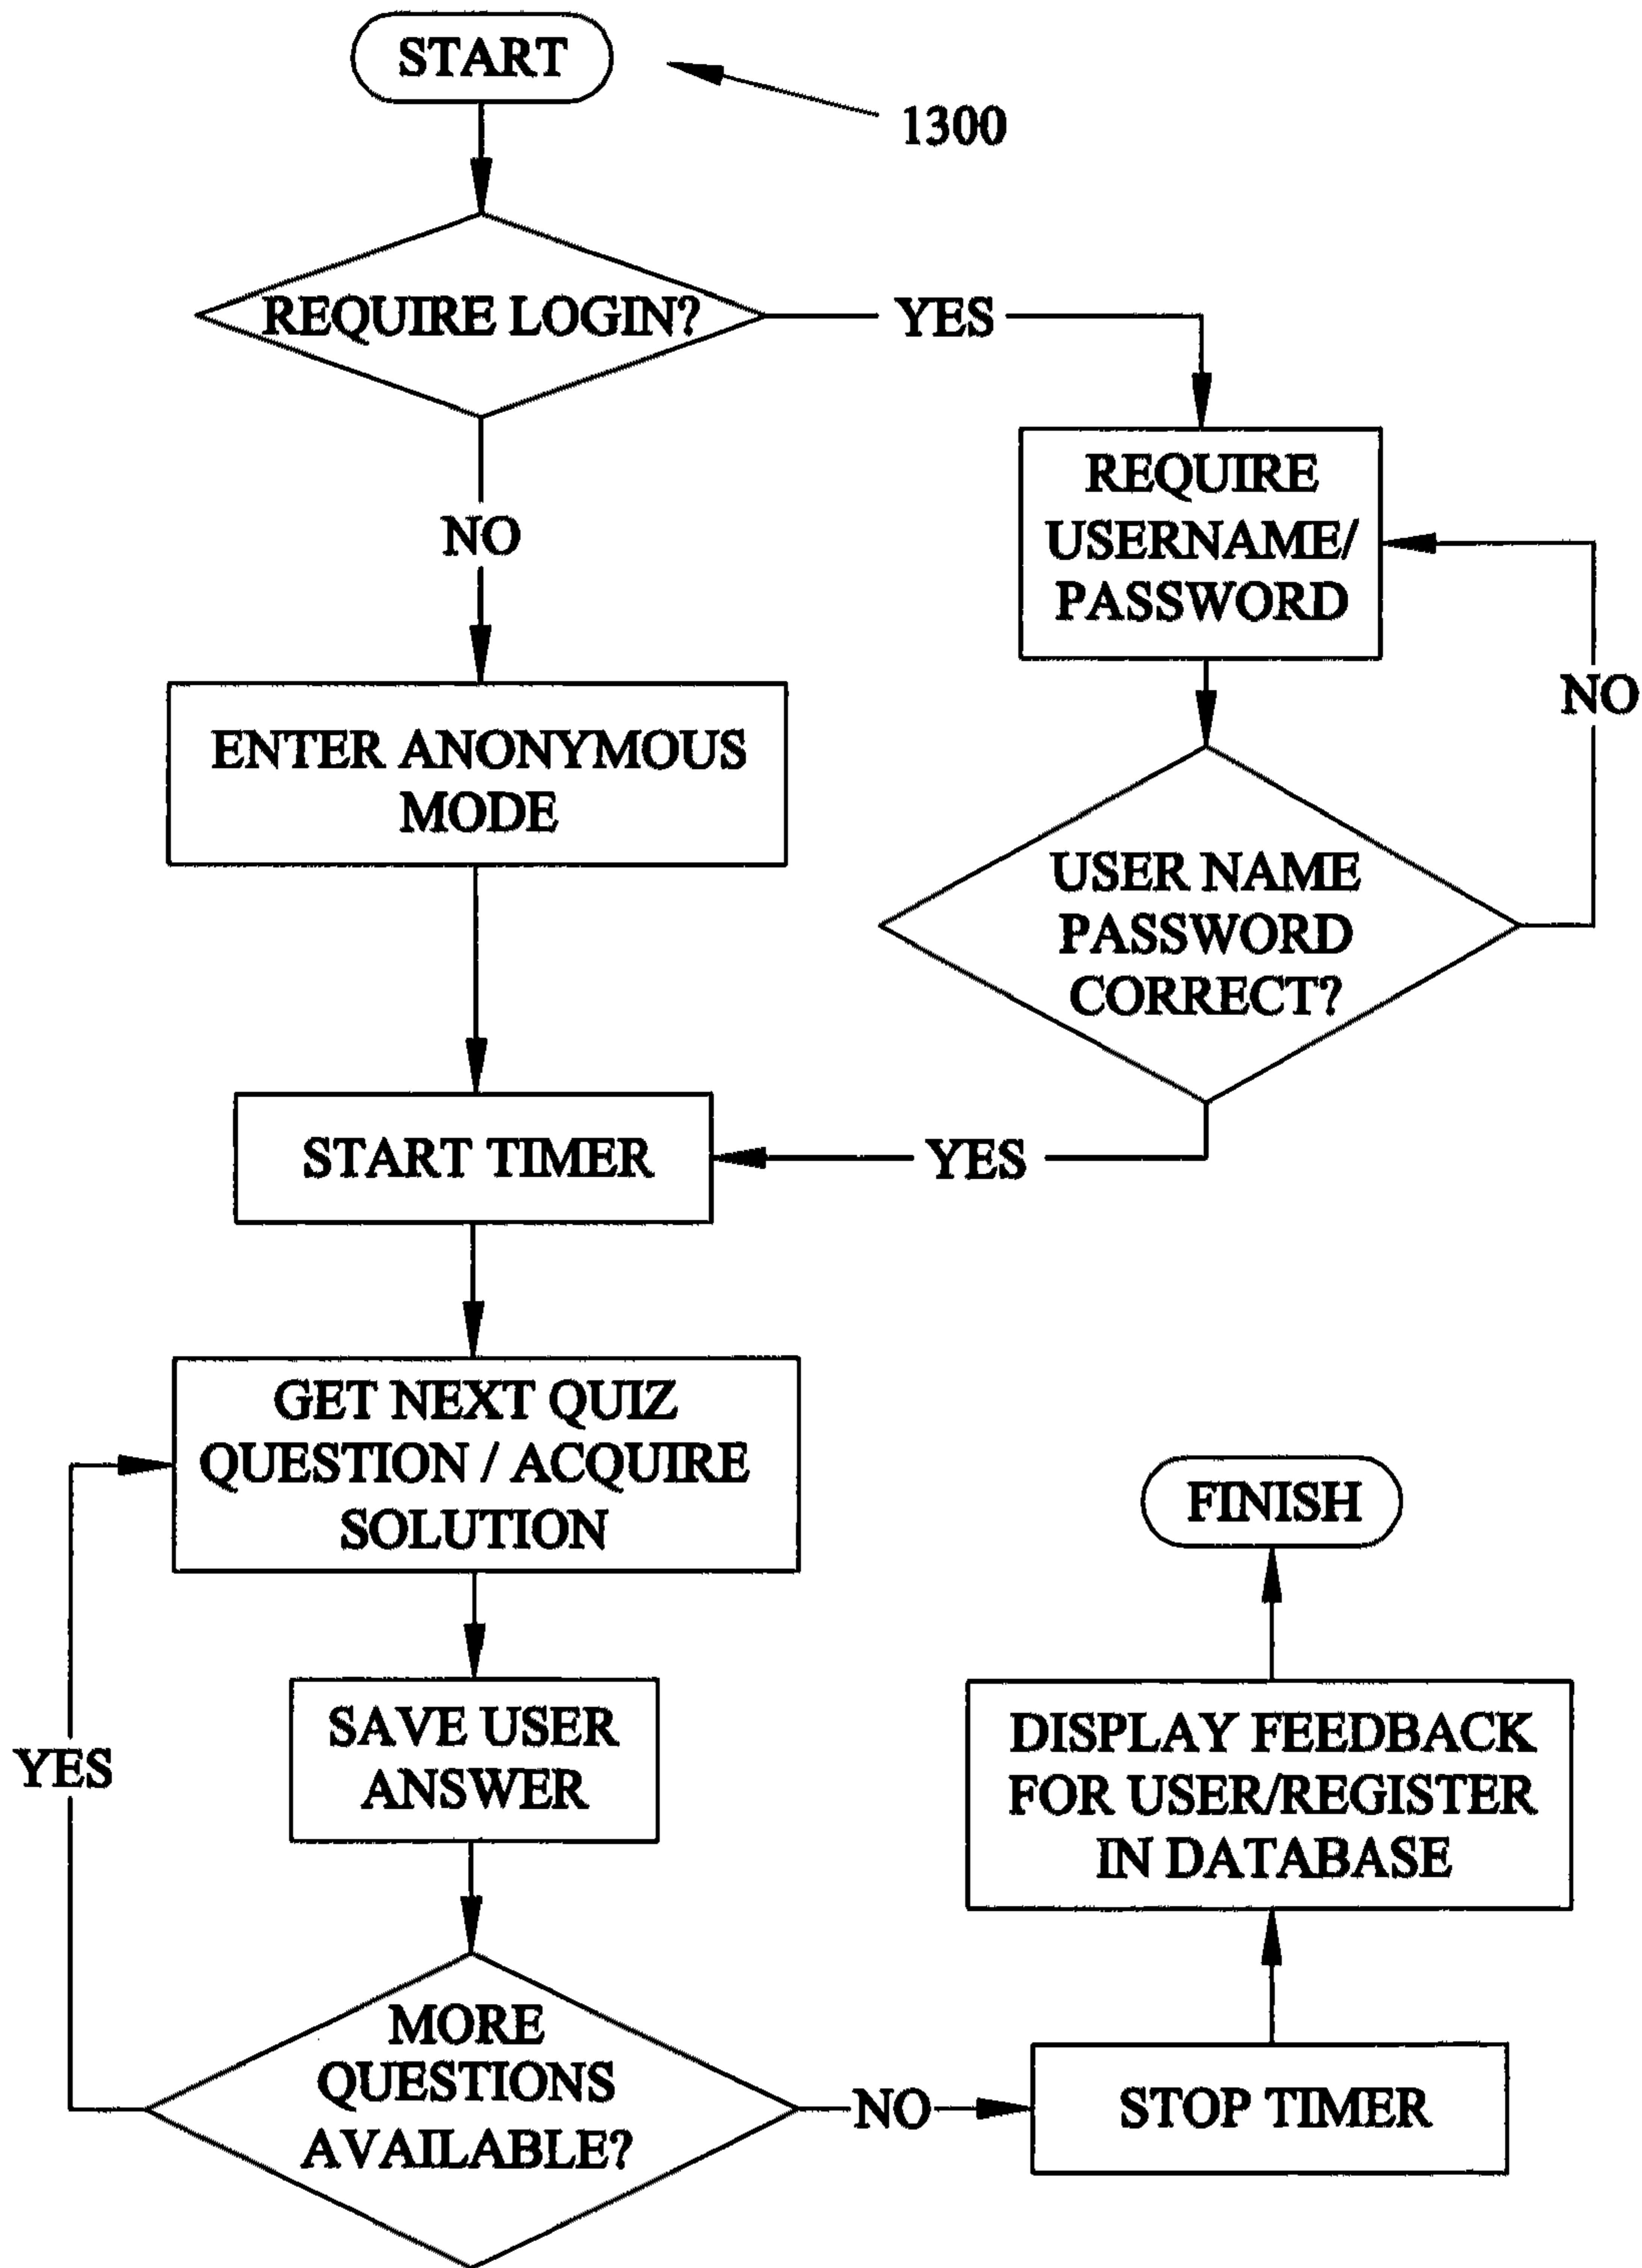 START
1300
REQUIRE LOGIN?
YES
NO
REQUIRE
USERNAME/
PASSWORD
NO
ENTER ANONYMOUS
MODE
USER NAME
PASSWORD
CORRECT?
START TIMER
YES
GET NEXT QUIZ
QUESTION / ACQUIRE
SOLUTION
SAVE USER
ANSWER
YES
MORE
QUESTIONS
AVAILABLE?
NO
STOP TIMER
DISPLAY FEEDBACK
FOR USER/REGISTER
IN DATABASE
FINISH